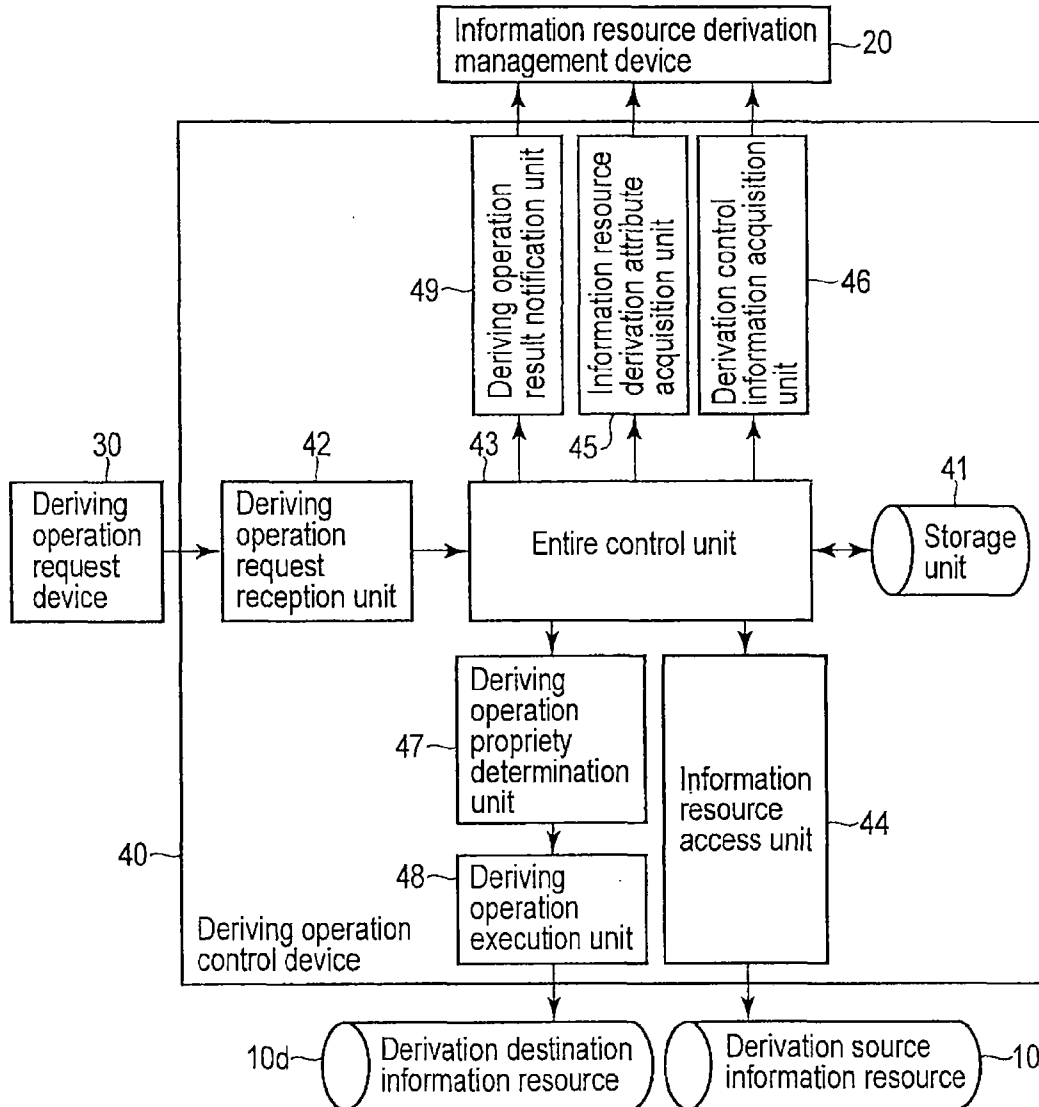 Information resource derivation
management device
20
Deriving operation
result notification unit
49
Information resource
derivation attribute
acquisition unit
45
Derivation control
information acquisition
unit
46
30
Deriving
operation
request
device
42
Deriving
operation
request
reception unit
43
Entire control unit
41
Storage
unit
47
Deriving
operation
propriety
determination
unit
Information
resource
access unit
44
40
48
Deriving
operation
execution unit
Deriving operation
control device
10d
Derivation destination
information resource
Derivation source
information resource
10